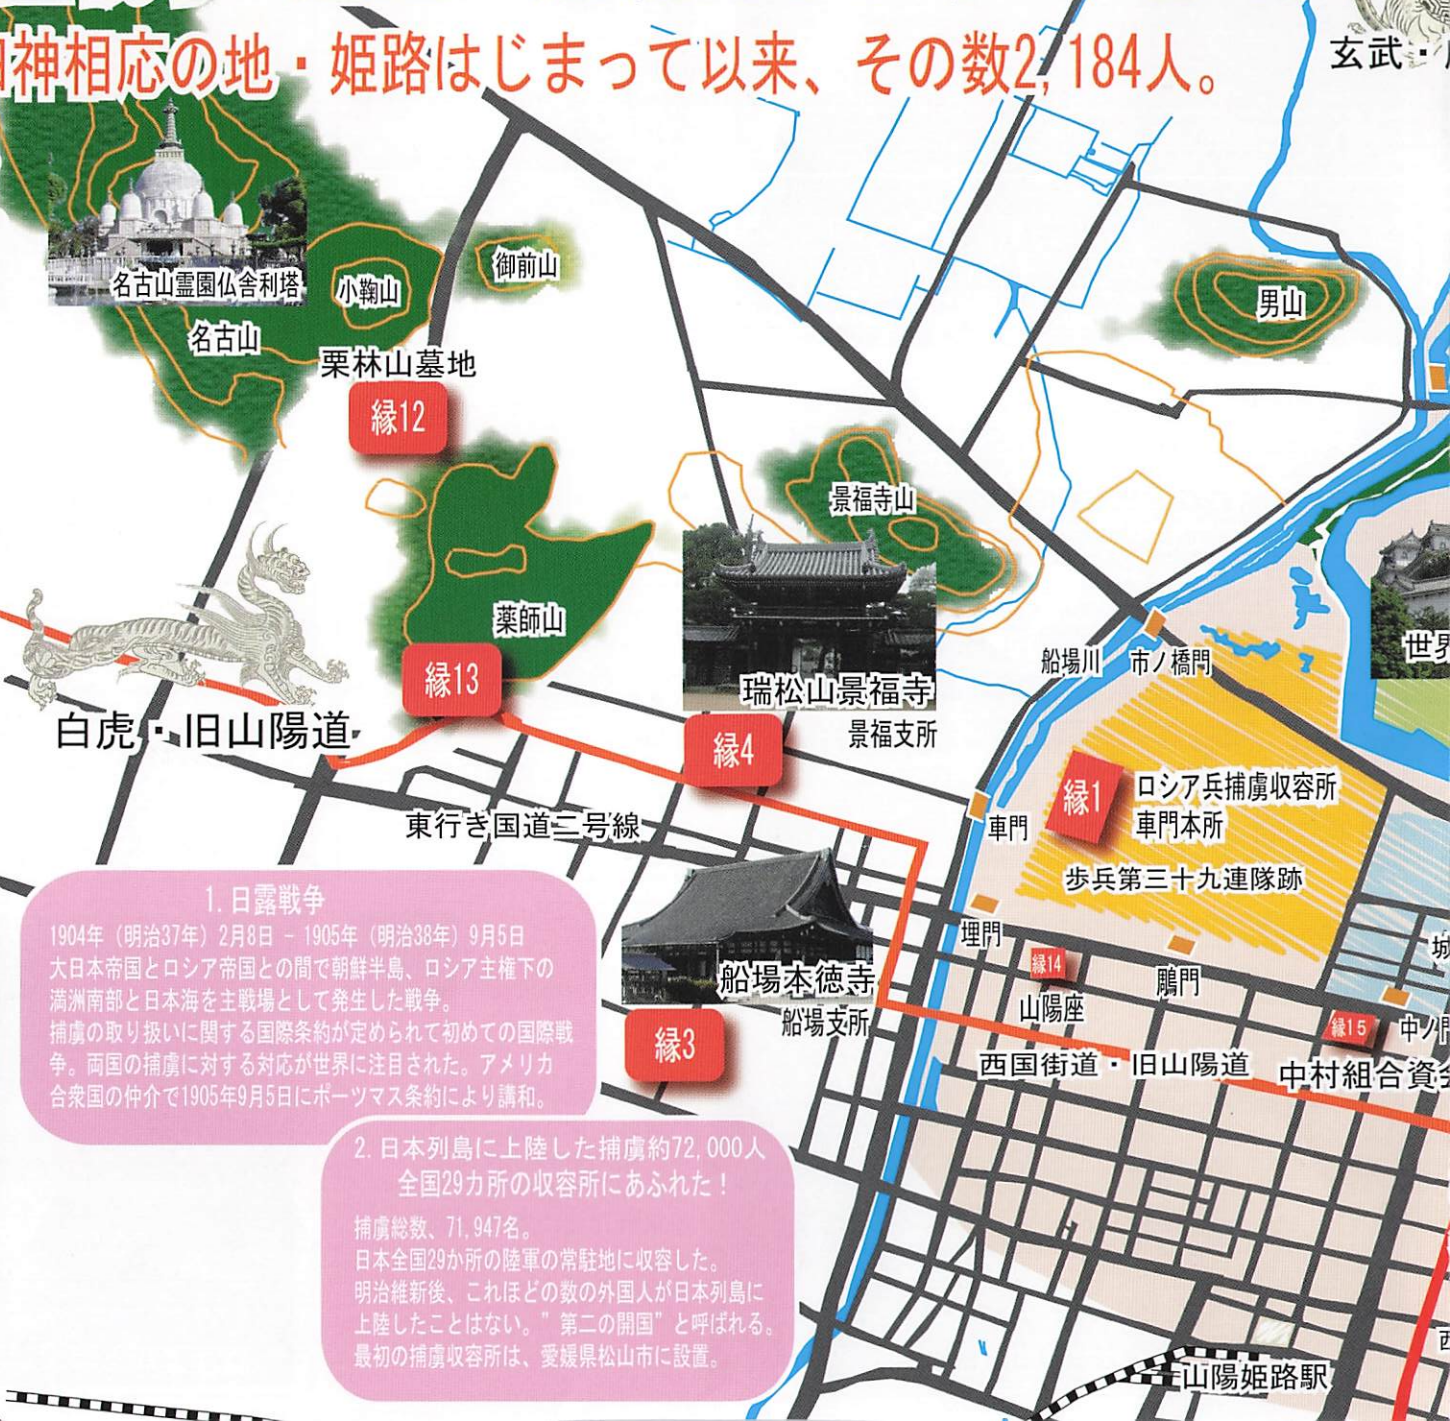 神相応の地・姫路はじまって以来、その数2,184人。
玄武・
名古山霊園仏舎利塔
小鞠山
御前山
男山
名古山
栗林山墓地
縁12
景福寺山
薬師山
縁13
船場川
市ノ橋門
世界
瑞松山景福寺
景福支所
白虎・旧山陽道
縁4
縁1
ロシア兵捕虜収容所
車門本所
車門
東行き国道二号線
歩兵第三十九連隊跡
1. 日露戦争
1904年（明治37年）2月8日 － 1905年（明治38年）9月5日
大日本帝国とロシア帝国との間で朝鮮半島、ロシア主権下の
満洲南部と日本海を主戦場として発生した戦争。
捕虜の取り扱いに関する国際条約が定められて初めての国際戦
争。両国の捕虜に対する対応が世界に注目された。アメリカ
合衆国の仲介で1905年9月5日にポーツマス条約により講和。
埋門
縁14
鵰門
城
船場本徳寺
船場支所
山陽座
縁15
中ノ門
縁3
西国街道・旧山陽道
中村組合資会
2. 日本列島に上陸した捕虜約72,000人
全国29カ所の収容所にあふれた！
捕虜総数、71,947名。
日本全国29か所の陸軍の常駐地に収容した。
明治維新後、これほどの数の外国人が日本列島に
上陸したことはない。”第二の開国”と呼ばれる。
最初の捕虜収容所は、愛媛県松山市に設置。
西
山陽姫路駅